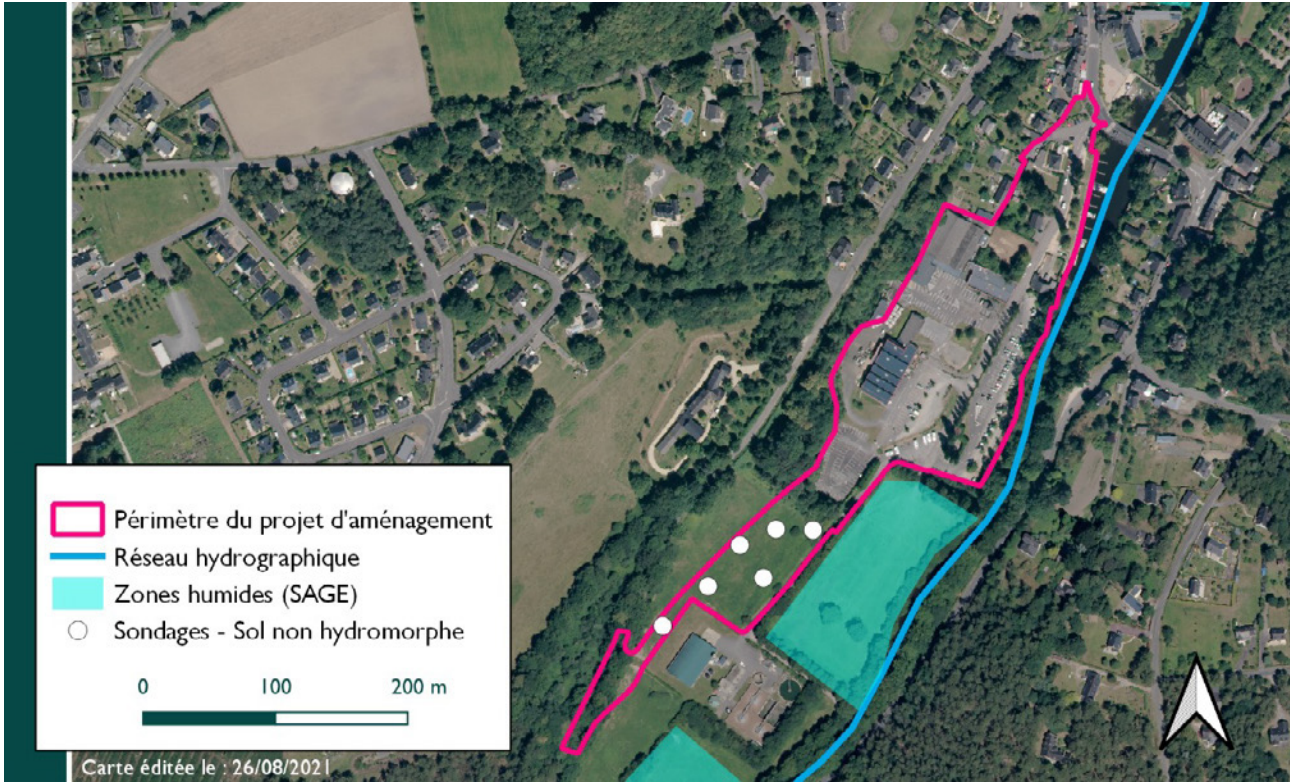 Périmètre du projet d'aménagement
Réseau hydrographique
Zones humides (SAGE)
Sondages - Sol non hydromorphe
0 100 200 m
Carte éditée le : 26/08/2021